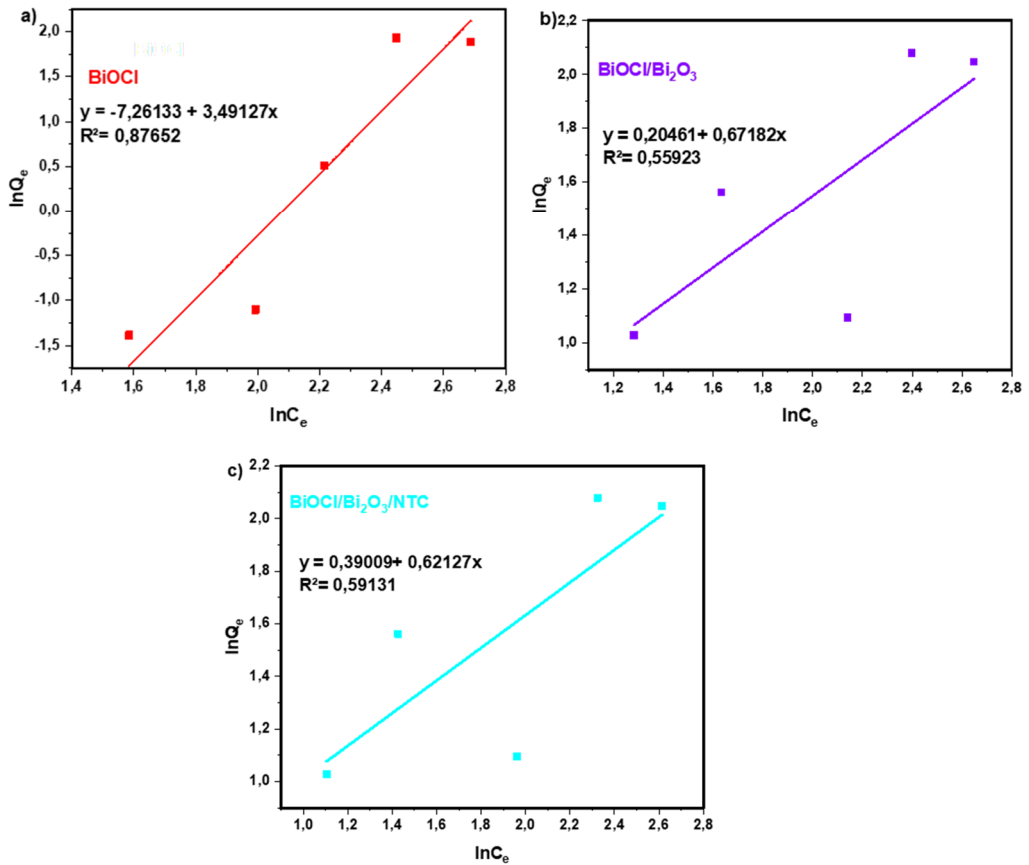 a)
2,0
1,5
1,0
0,5
0,0
-0,5
-1,0
-1,5
lnQe
BiOCl
y = -7,26133 + 3,49127x
R²= 0,87652
1,4 1,6 1,8 2,0 2,2 2,4 2,6 2,8
lnCe
b)
2,2
2,0
1,8
1,6
1,4
1,2
1,0
lnQe
BiOCl/Bi2O3
y = 0,20461+ 0,67182x
R²= 0,55923
1,2 1,4 1,6 1,8 2,0 2,2 2,4 2,6 2,8
lnCe
c)
2,2
2,0
1,8
1,6
1,4
1,2
1,0
lnQe
BiOCl/Bi2O3/NTC
y = 0,39009+ 0,62127x
R²= 0,59131
1,0 1,2 1,4 1,6 1,8 2,0 2,2 2,4 2,6 2,8
lnCe